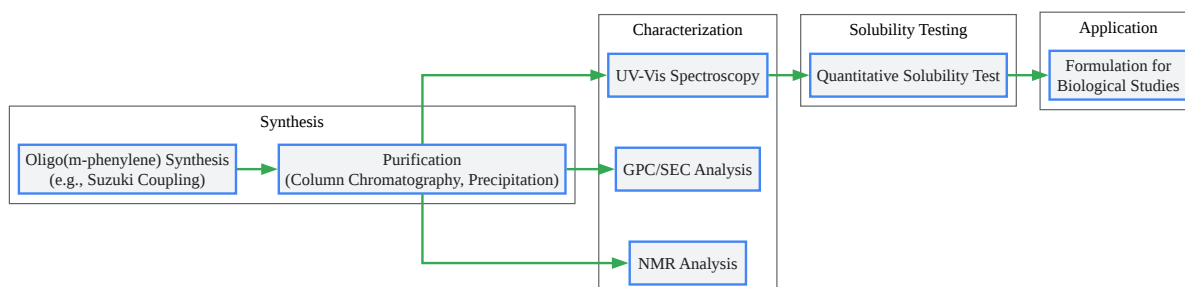 Synthesis
Oligo(m-phenylene) Synthesis
(e.g., Suzuki Coupling)
Purification
(Column Chromatography, Precipitation)
Characterization
UV-Vis Spectroscopy
GPC/SEC Analysis
NMR Analysis
Solubility Testing
Quantitative Solubility Test
Application
Formulation for
Biological Studies